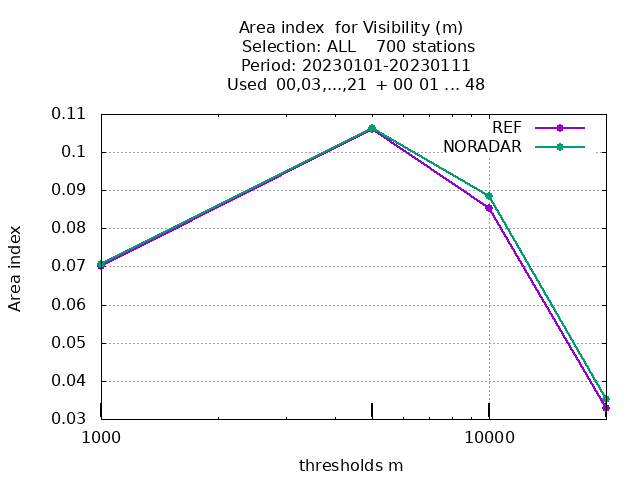 Area index for Visibility (m)
Selection: ALL 700 stations
Period: 20230101-20230111
Used 00,03,...,21 + 00 01 ... 48
0.11
0.1
0.09
0.08
0.07
0.06
0.05
0.04
0.03
Area index
REF
NORADAR
1000
10000
thresholds m